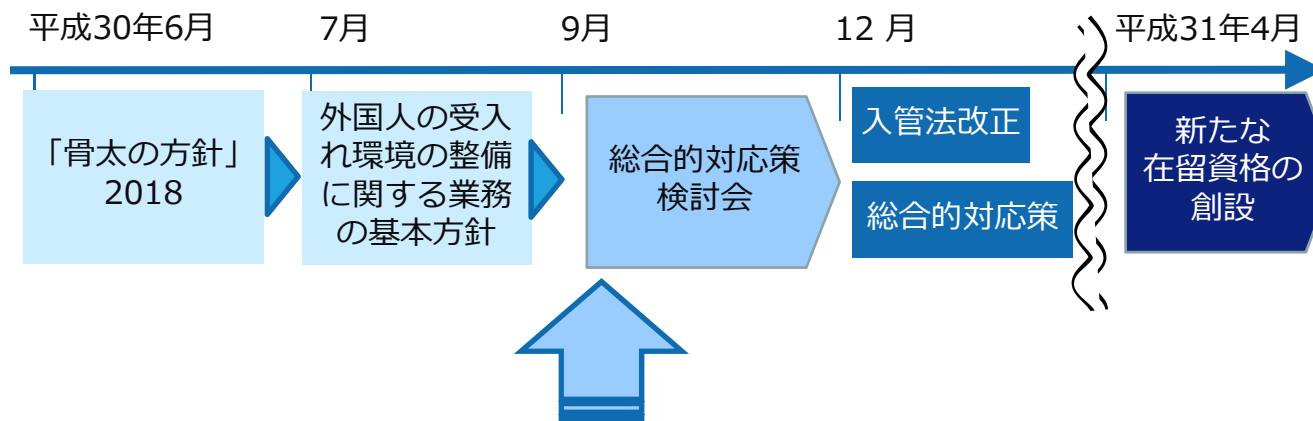 平成30年6月
7月
9月
12 月
平成31年4月
「骨太の方針」
2018
外国人の受入
れ環境の整備
に関する業務
の基本方針
総合的対応策
検討会
入管法改正
総合的対応策
新たな
在留資格の
創設